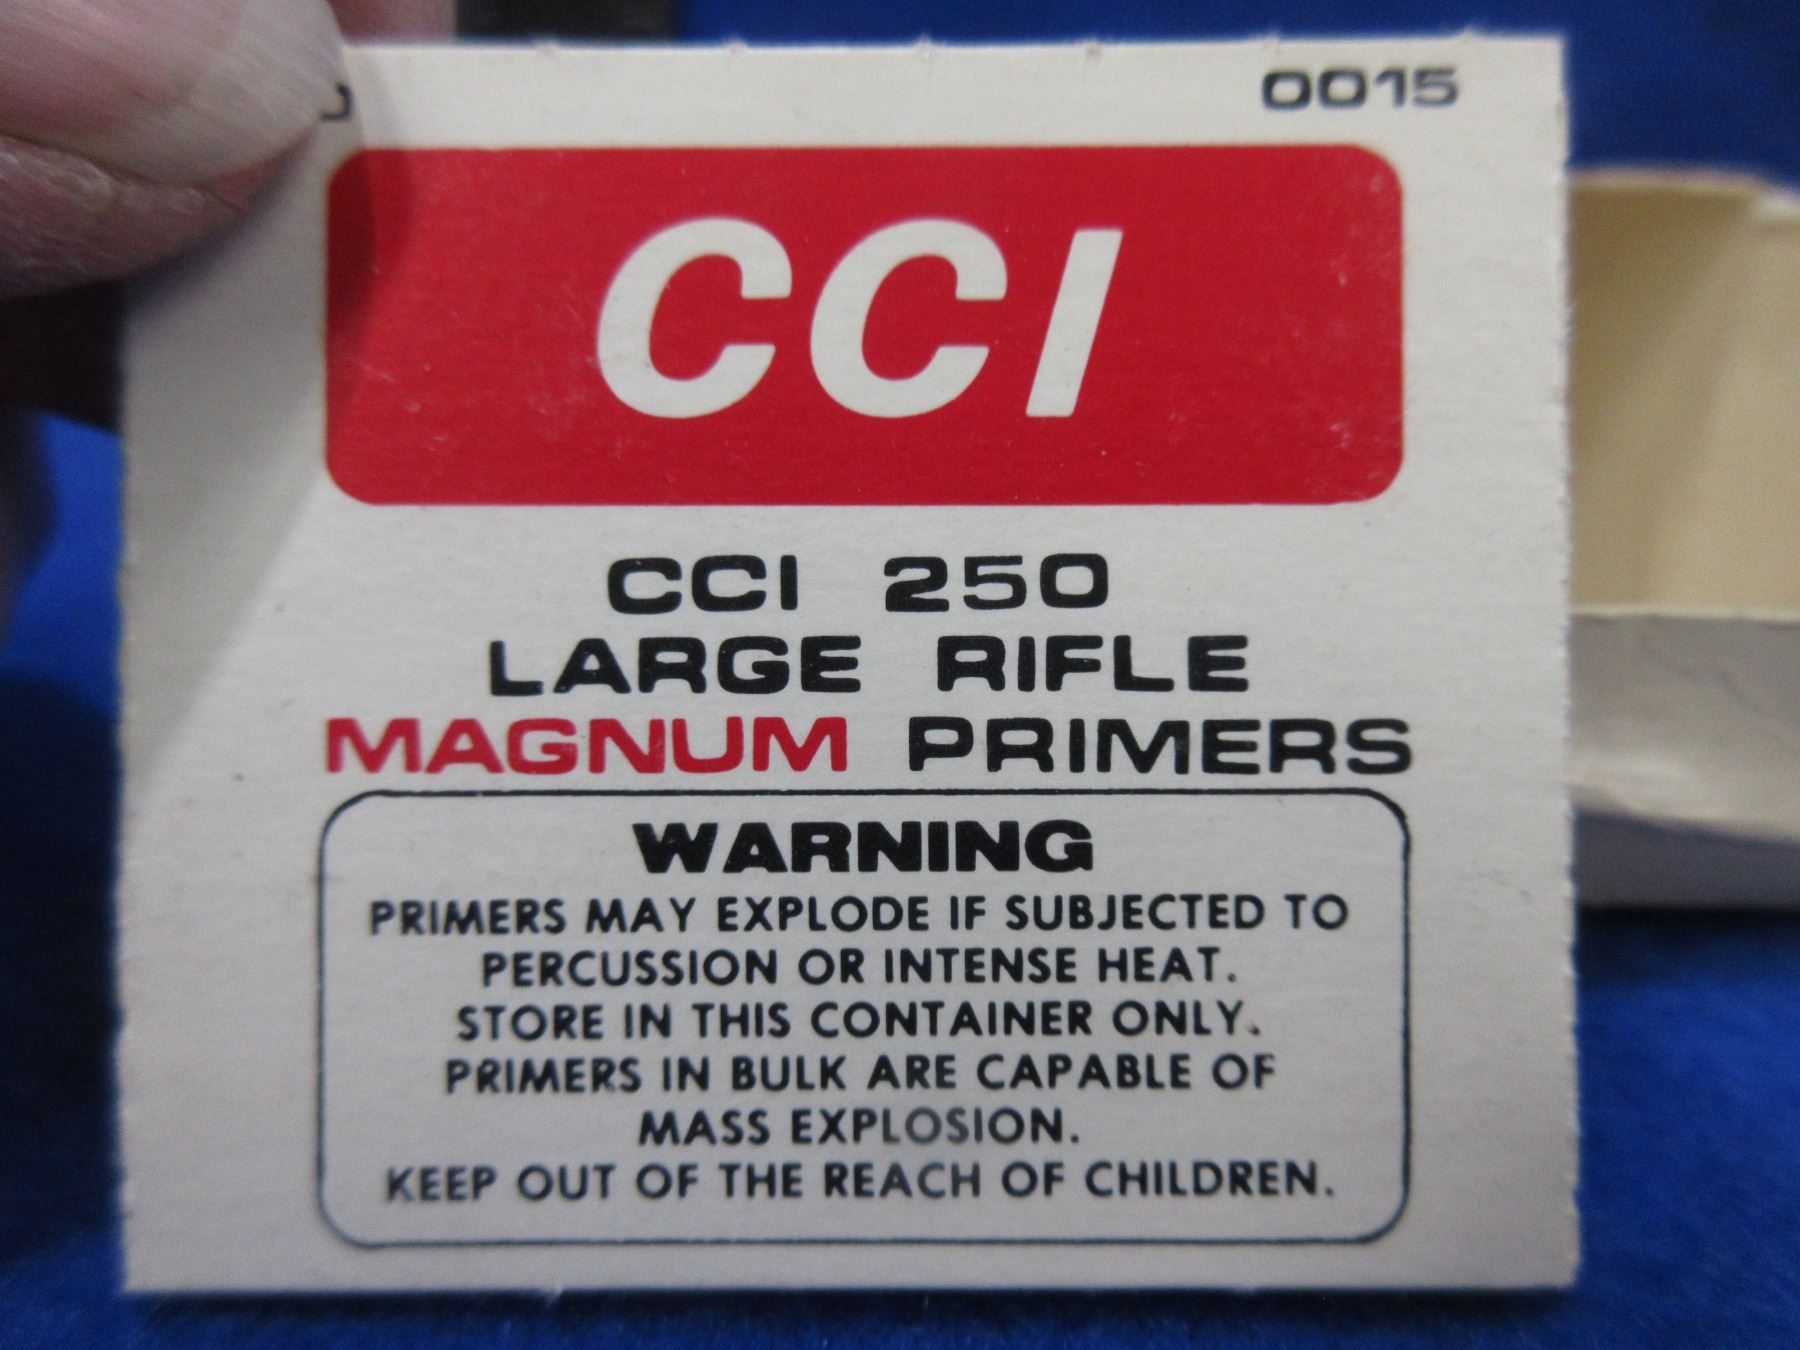 0015
CCI
CCI 250
LARGE RIFLE
MAGNUM PRIMERS
WARNING
PRIMERS MAY EXPLODE IF SUBJECTED TO
PERCUSSION OR INTENSE HEAT.
STORE IN THIS CONTAINER ONLY.
PRIMERS IN BULK ARE CAPABLE OF
MASS EXPLOSION.
KEEP OUT OF THE REACH OF CHILDREN.